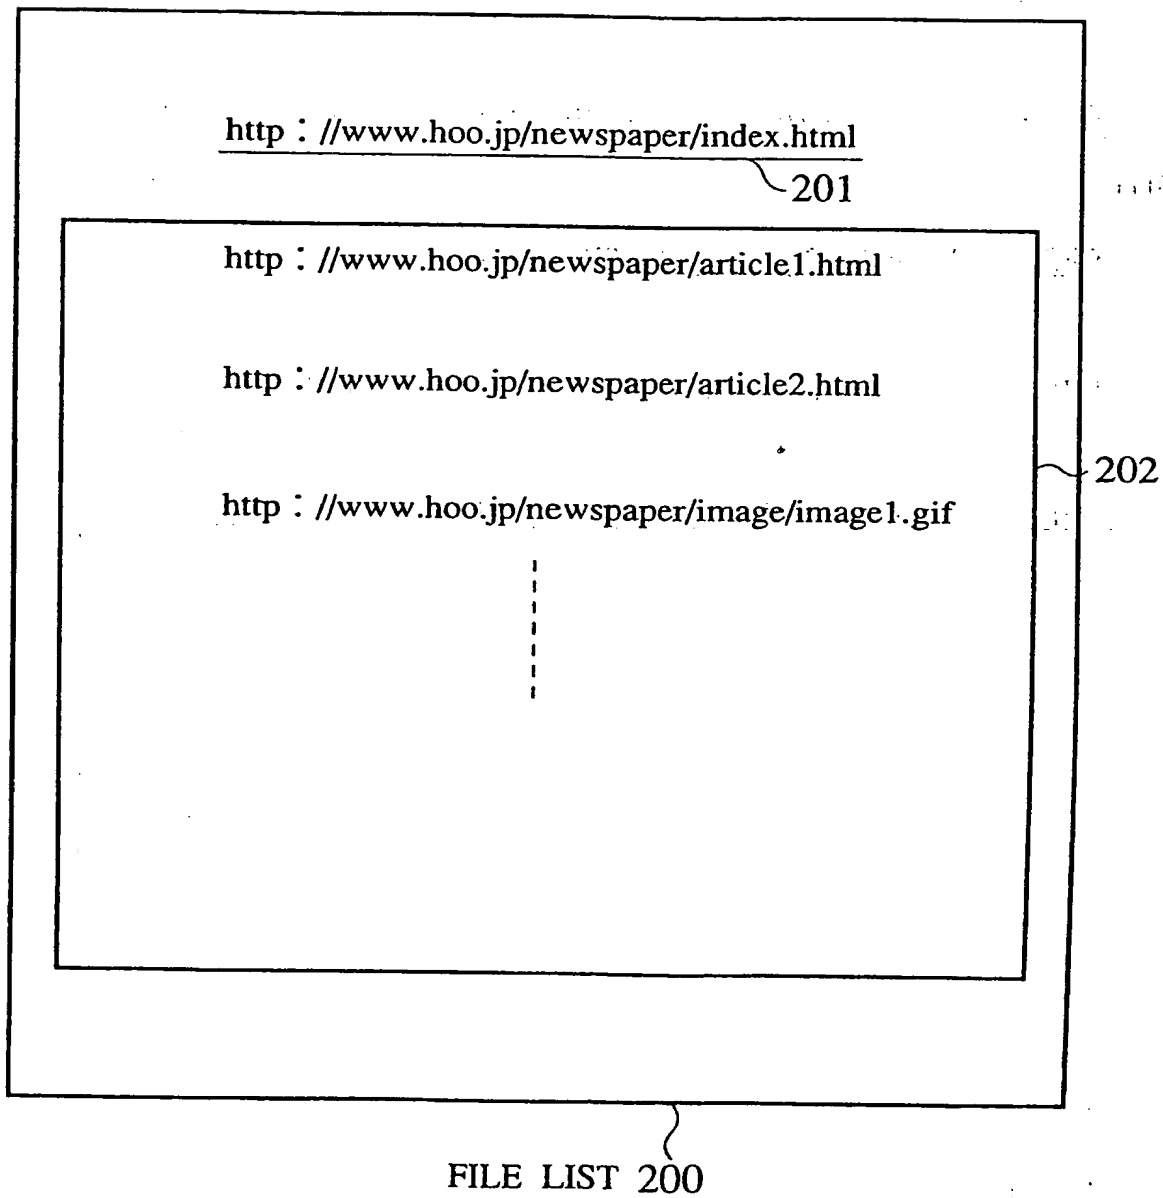 http : //www.hoo.jp/newspaper/index.html
201
http : //www.hoo.jp/newspaper/article1.html
http : //www.hoo.jp/newspaper/article2.html
202
http : //www.hoo.jp/newspaper/image/image1.gif
FILE LIST 200